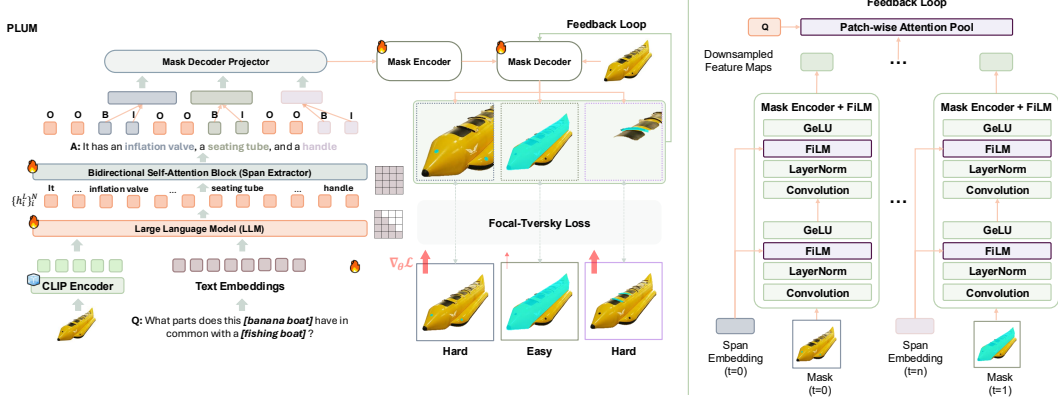 PLUM
Feedback Loop
Mask Decoder Projector
Mask Encoder
Mask Decoder
O O B I O O B I O O B I
A: It has an inflation valve, a seating tube, and a handle
Bidirectional Self-Attention Block (Span Extractor)
It ... inflation valve ... seating tube ... handle
{h_i^L}_i^N
Large Language Model (LLM)
CLIP Encoder
Text Embeddings
Q: What parts does this [banana boat] have in
common with a [fishing boat] ?
Focal-Tversky Loss
∇_θ ℒ
Hard
Easy
Hard
Feedback Loop
Q
Patch-wise Attention Pool
Downsampled
Feature Maps
...
Mask Encoder + FiLM
GeLU
FiLM
LayerNorm
Convolution
GeLU
FiLM
LayerNorm
Convolution
Span
Embedding
(t=0)
Mask
(t=0)
...
Mask Encoder + FiLM
GeLU
FiLM
LayerNorm
Convolution
GeLU
FiLM
LayerNorm
Convolution
Span
Embedding
(t=n)
Mask
(t=1)